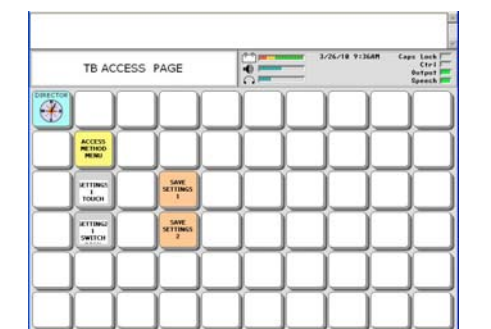 TB ACCESS PAGE
3/26/10 9:36AM
Caps Lock
Ctrl
Output
Speech
DIRECTOR
ACCESS
METHOD
MENU
SETTINGS
1
TOUCH
SAVE
SETTINGS
1
SETTINGS
1
SWITCH
SAVE
SETTINGS
2